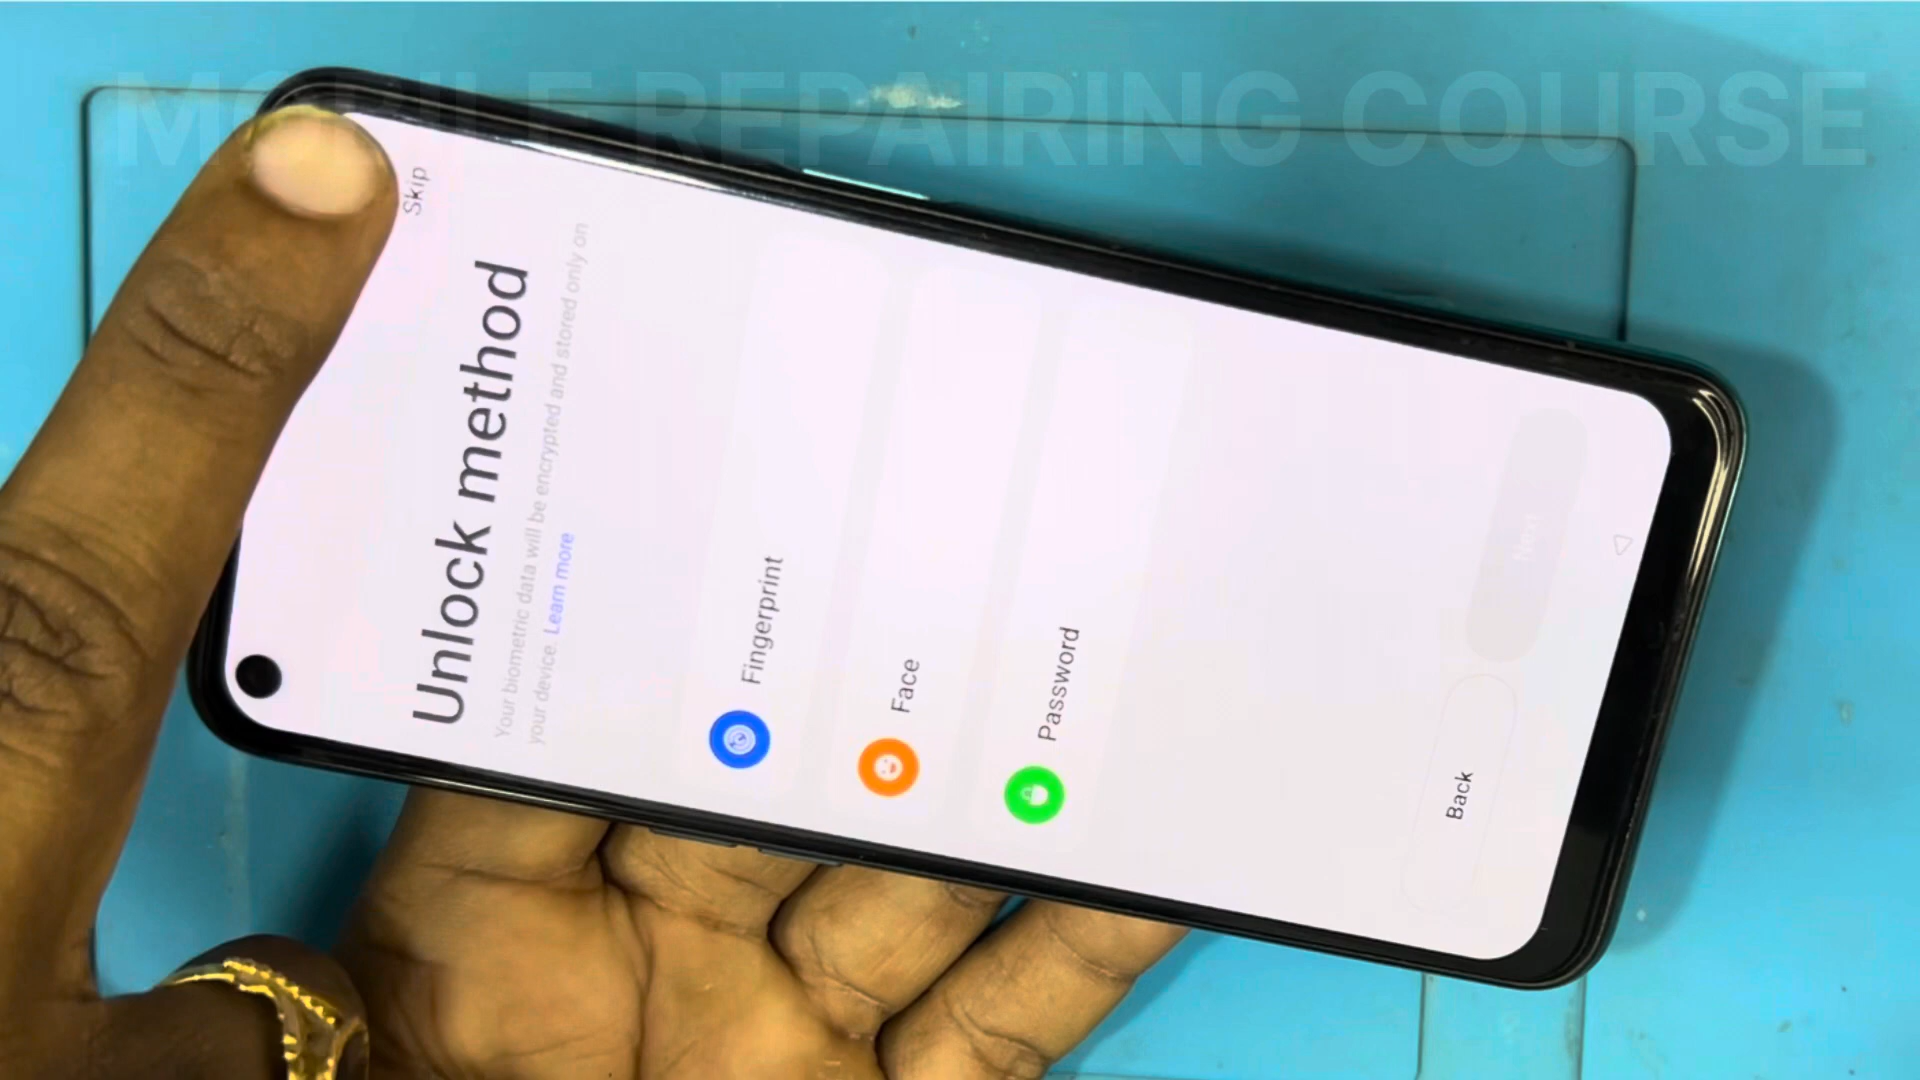 MOBILE REPAIRING COURSE
Skip
Unlock method
Your biometric data will be encrypted and stored only on
your device. Learn more
Fingerprint
Face
Password
Back
Next